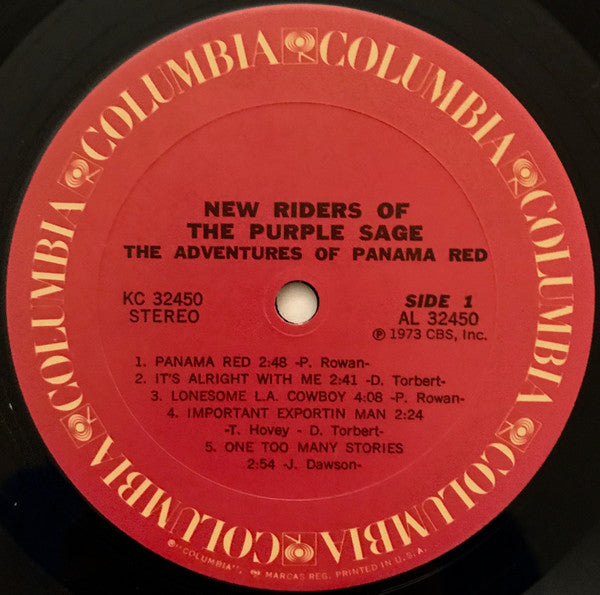 COLUMBIA COLUMBIA COLUMBIA COLUMBIA COLUMBIA COLUMBIA
NEW RIDERS OF
THE PURPLE SAGE
THE ADVENTURES OF PANAMA RED
KC 32450
STEREO
SIDE 1
AL 32450
℗ 1973 CBS, Inc.
1. PANAMA RED 2:48 -P. Rowan-
2. IT'S ALRIGHT WITH ME 2:41 -D. Torbert-
3. LONESOME L.A. COWBOY 4:08 -P. Rowan-
4. IMPORTANT EXPORTIN MAN 2:24
-T. Hovey - D. Torbert-
5. ONE TOO MANY STORIES
2:54 -J. Dawson-
®"COLUMBIA", MARCAS REG. PRINTED IN U.S.A.